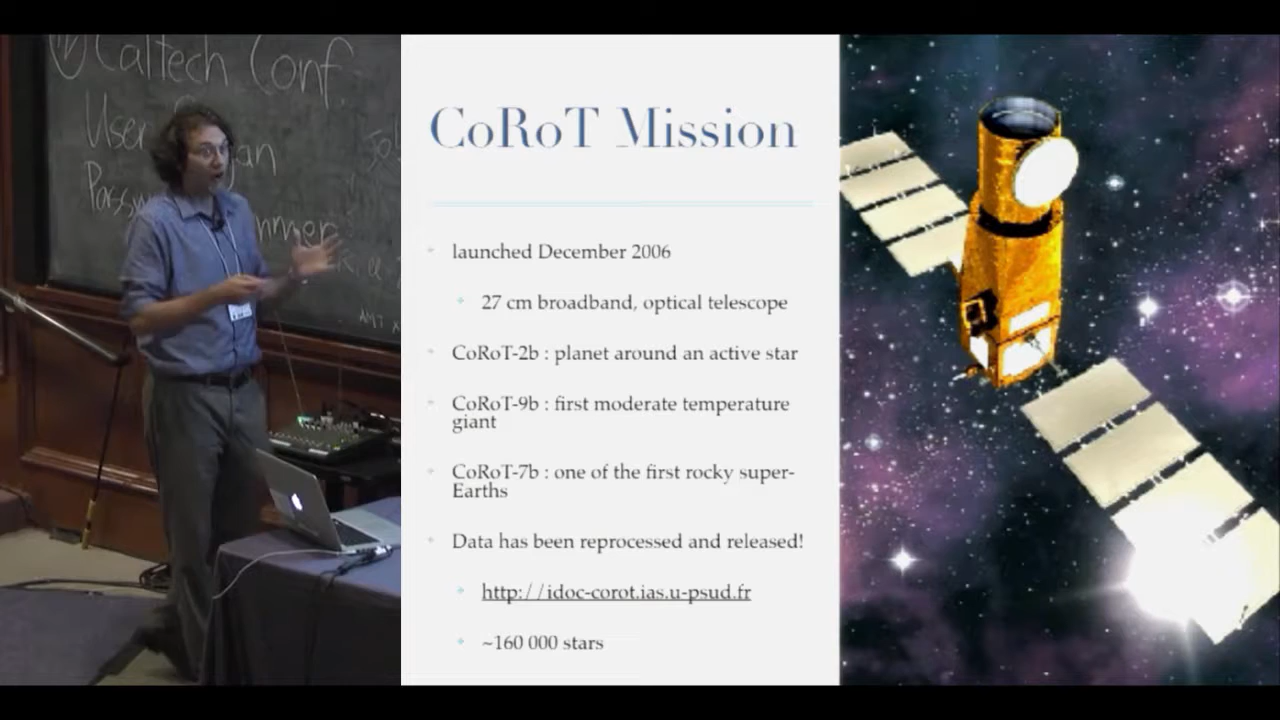 Caltech Conf.
User
Passw
CoRoT Mission
launched December 2006
27 cm broadband, optical telescope
CoRoT-2b : planet around an active star
CoRoT-9b : first moderate temperature
giant
CoRoT-7b : one of the first rocky super-
Earths
Data has been reprocessed and released!
http://idoc-corot.ias.u-psud.fr
~160 000 stars